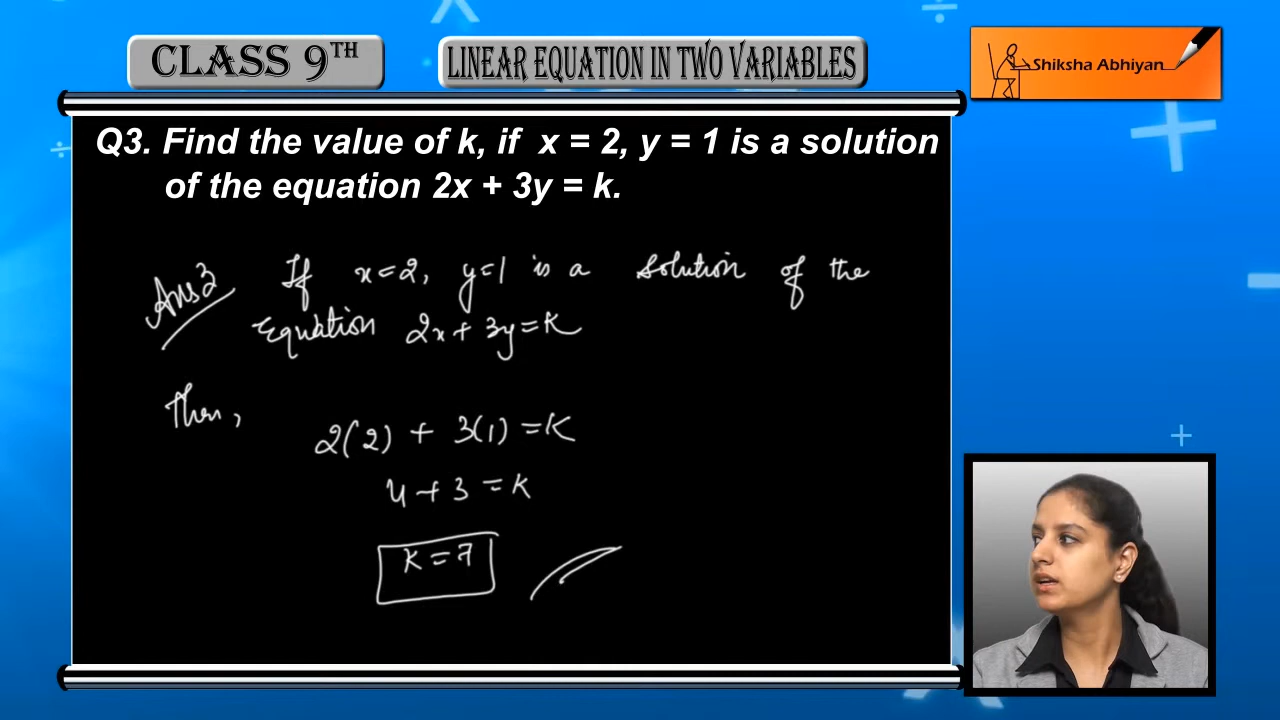 CLASS 9TH
LINEAR EQUATION IN TWO VARIABLES
Shiksha Abhiyan
Q3. Find the value of k, if x = 2, y = 1 is a solution
of the equation 2x + 3y = k.
Ans 3 If x=2, y=1 is a solution of the
Equation 2x + 3y = K
Then,
2(2) + 3(1) = K
4 + 3 = K
K = 7